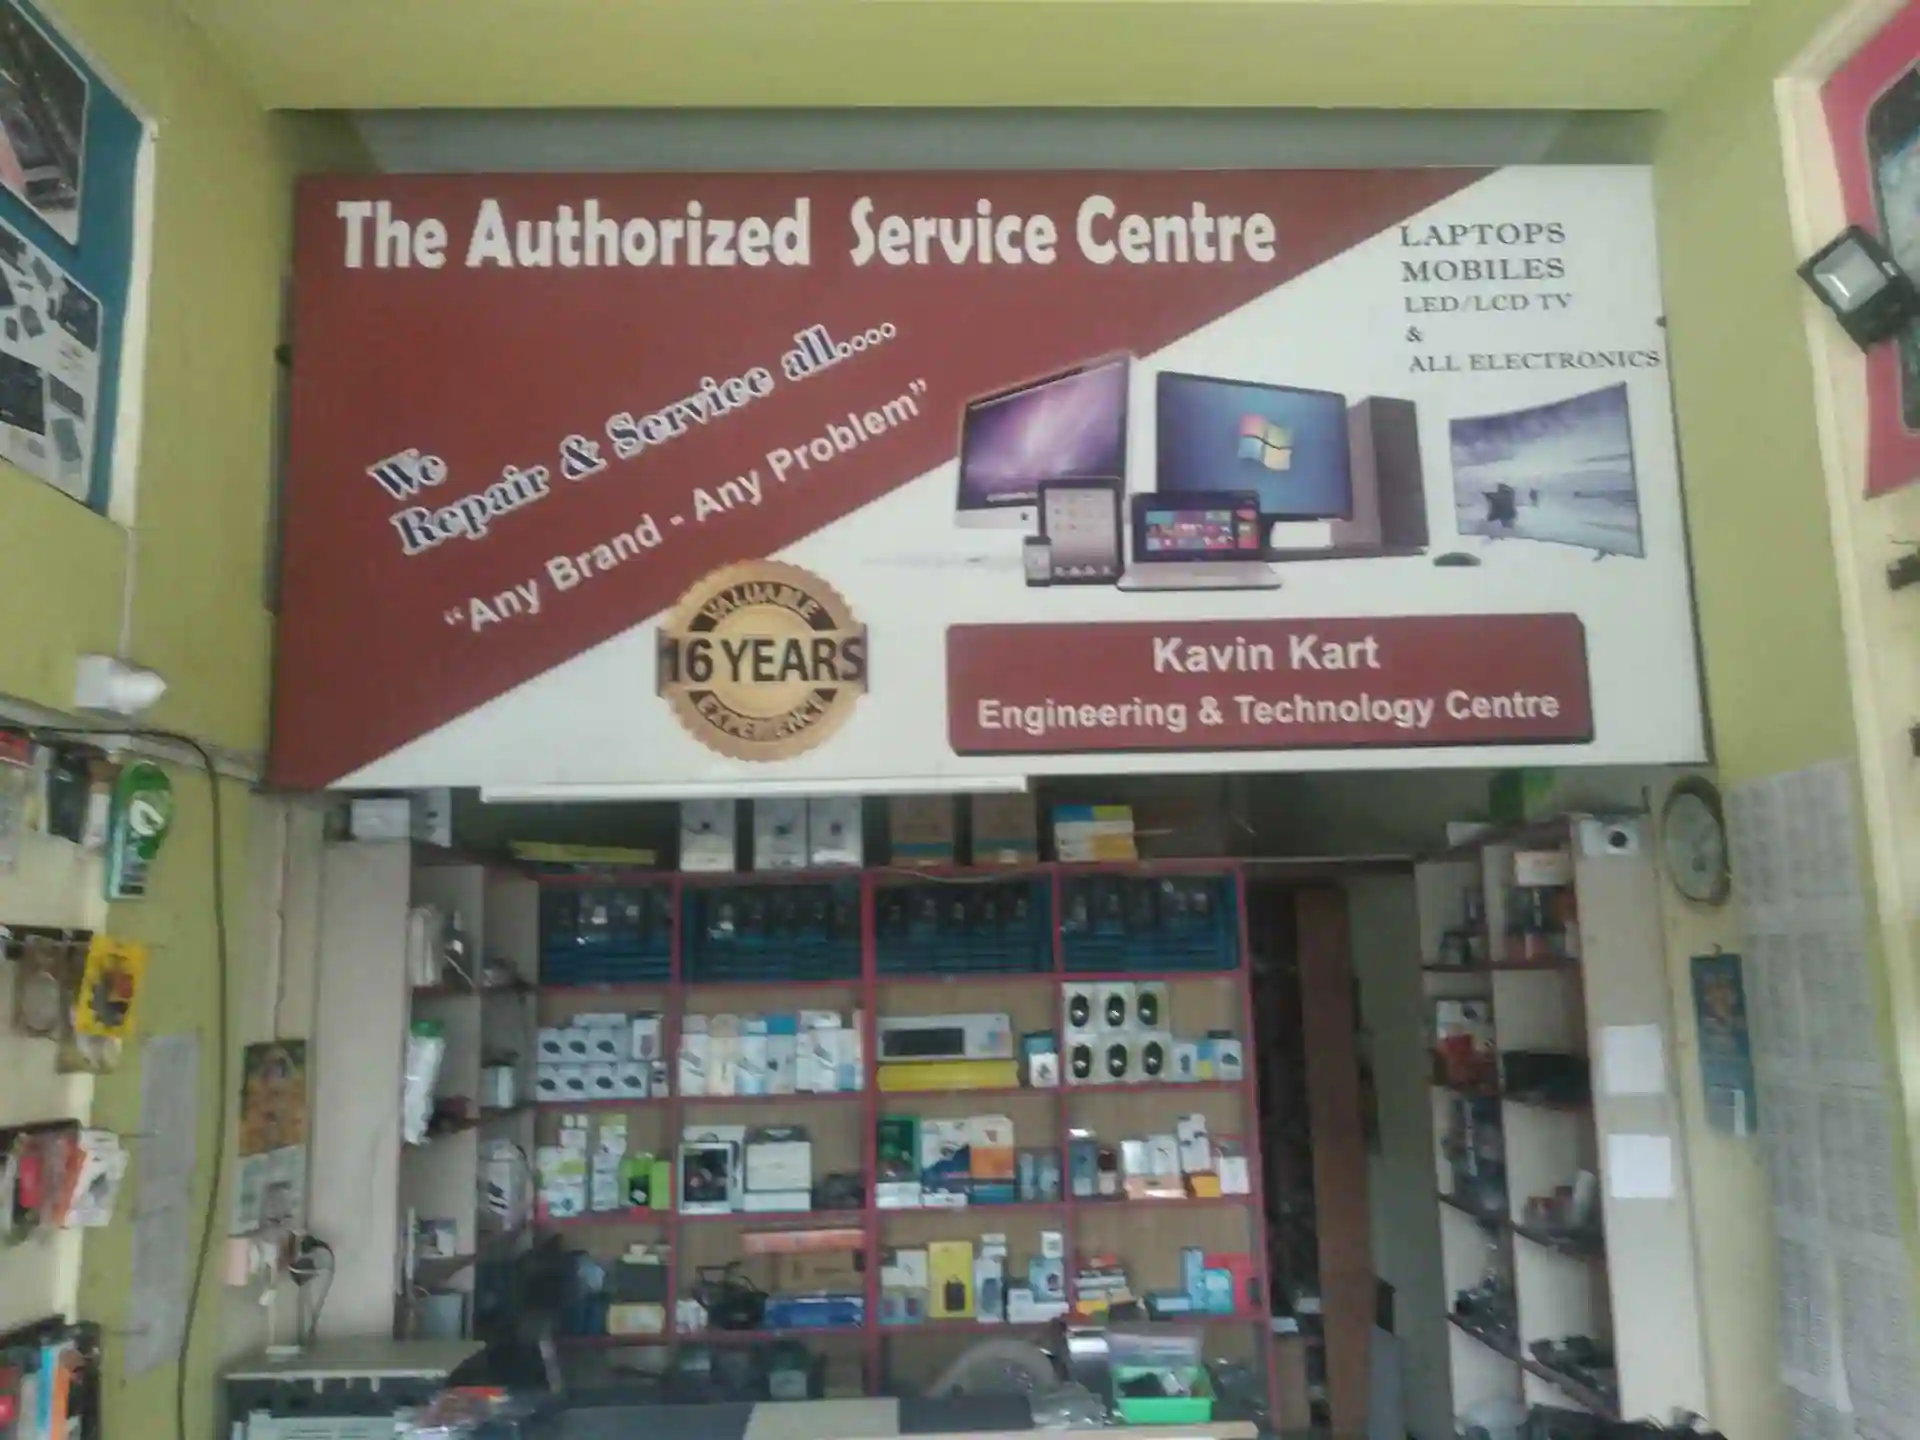 The Authorized Service Centre
LAPTOPS
MOBILES
LED/LCD TV
&
ALL ELECTRONICS
We
Repair & Service all....
"Any Brand - Any Problem"
VALUABLE
16 YEARS
EXPERIENCE
Kavin Kart
Engineering & Technology Centre